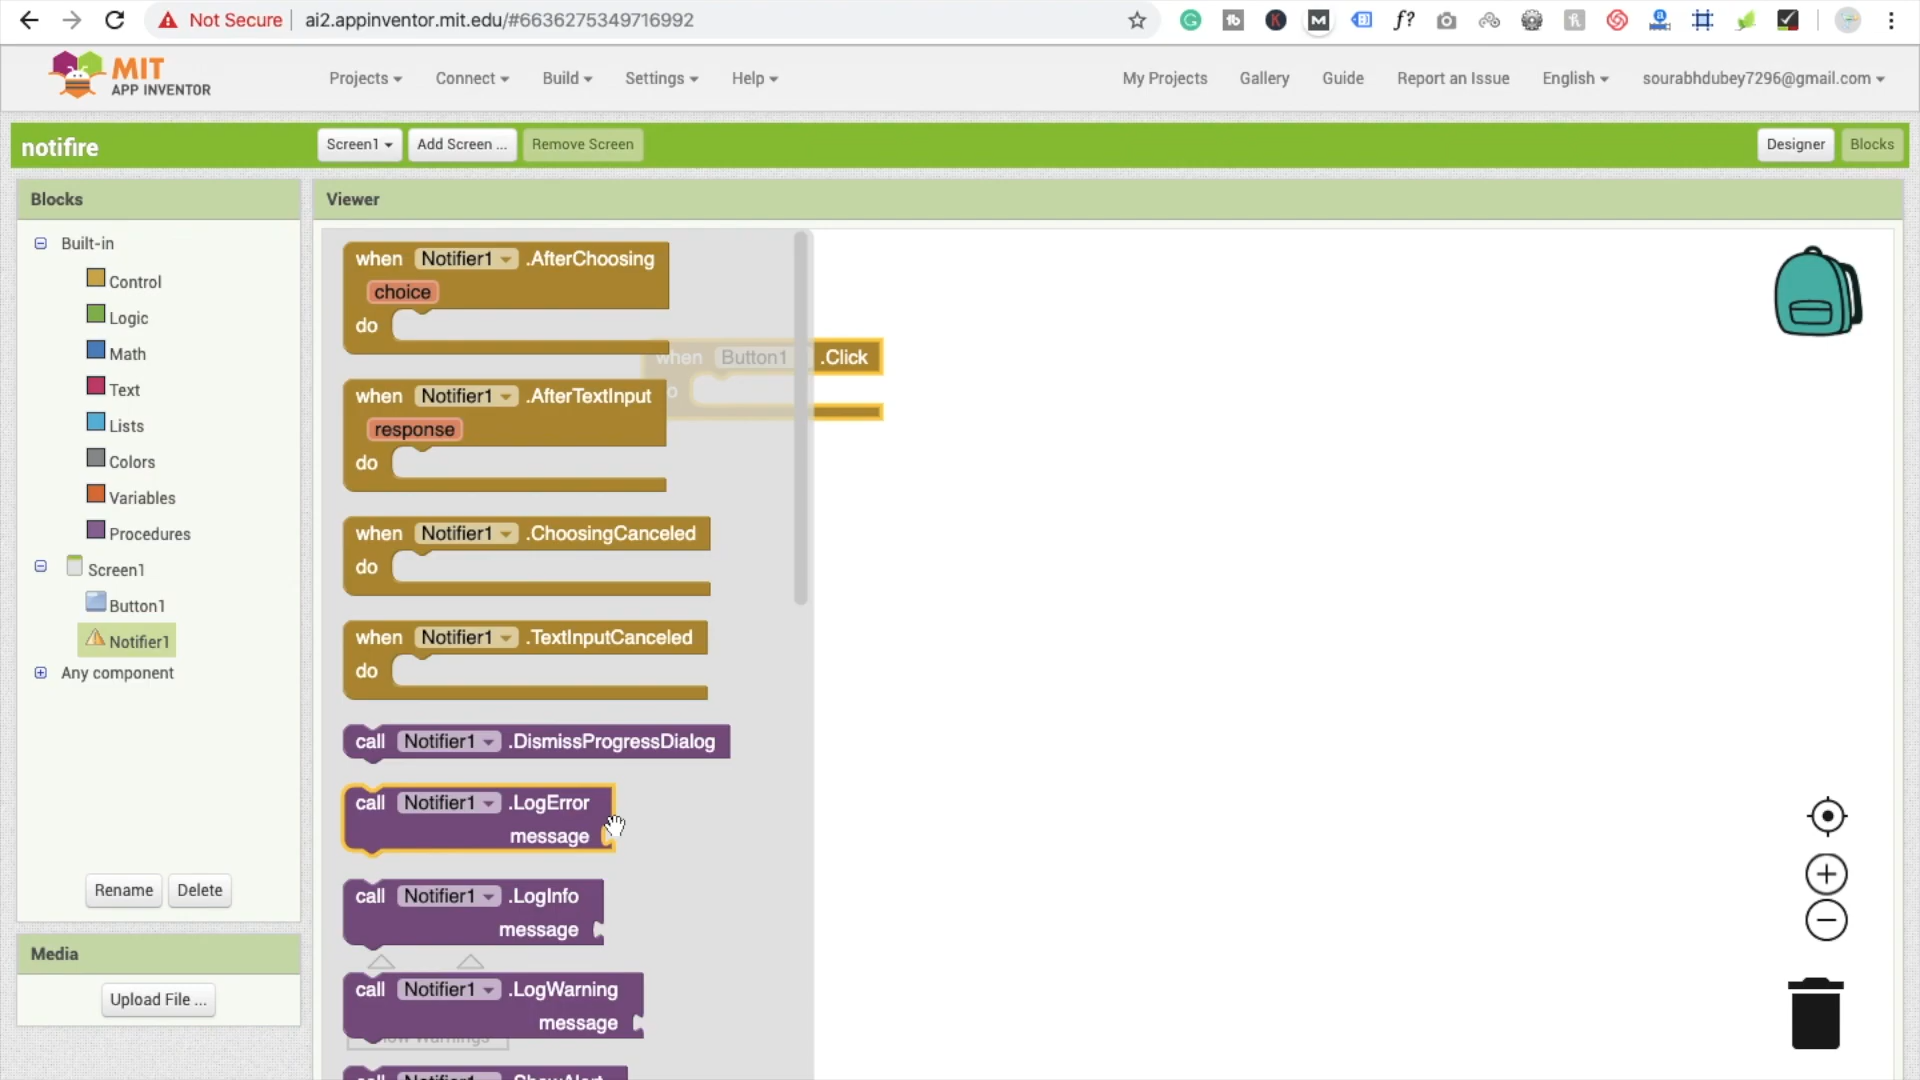 Not Secure
ai2.appinventor.mit.edu/#6636275349716992
MIT
APP INVENTOR
Projects
Connect
Build
Settings
Help
My Projects
Gallery
Guide
Report an Issue
English
sourabhdubey7296@gmail.com
notifire
Screen1
Add Screen ...
Remove Screen
Designer
Blocks
Blocks
Built-in
Control
Logic
Math
Text
Lists
Colors
Variables
Procedures
Screen1
Button1
Notifier1
Any component
Rename
Delete
Media
Upload File ...
Viewer
when Notifier1 .AfterChoosing
choice
do
when Button1 .Click
when Notifier1 .AfterTextInput
response
do
when Notifier1 .ChoosingCanceled
do
when Notifier1 .TextInputCanceled
do
call Notifier1 .DismissProgressDialog
call Notifier1 .LogError
message
call Notifier1 .LogInfo
message
call Notifier1 .LogWarning
message
Warnings
call Notifier1 .ShowAlert